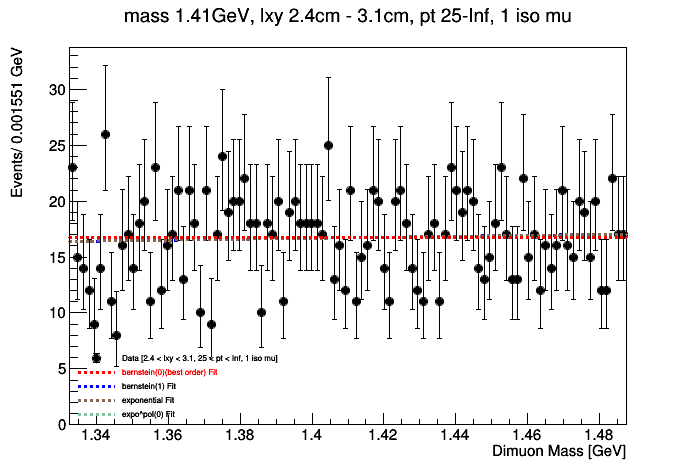 mass 1.41GeV, lxy 2.4cm - 3.1cm, pt 25-Inf, 1 iso mu
Events/ 0.001551 GeV
30
25
20
15
10
5
0
Data [2.4 < lxy < 3.1, 25 < pt < Inf, 1 iso mu]
bernstein(0)(best order) Fit
bernstein(1) Fit
exponential Fit
expo*pol(0) Fit
1.34 1.36 1.38 1.4 1.42 1.44 1.46 1.48
Dimuon Mass [GeV]